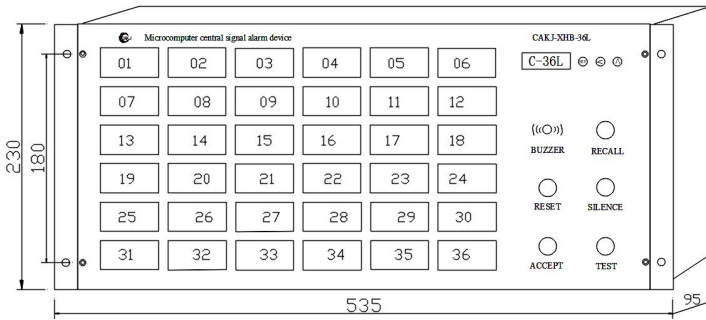 Microcomputer central signal alarm device CAKJ-XHB-36L
01 02 03 04 05 06 C-36L
07 08 09 10 11 12
13 14 15 16 17 18
BUZZER RECALL
19 20 21 22 23 24
RESET SILENCE
25 26 27 28 29 30
31 32 33 34 35 36
ACCEPT TEST
230
180
535
95